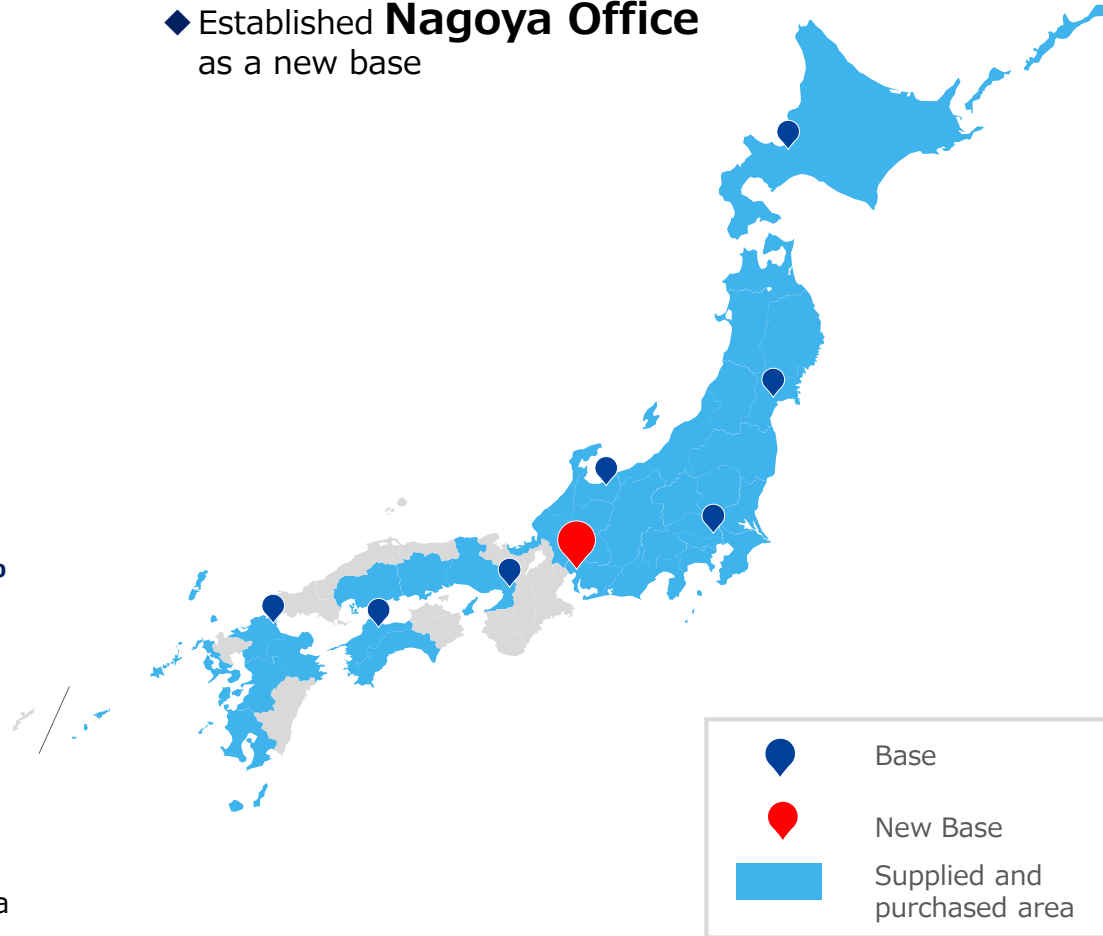 ◆ Established Nagoya Office
as a new base
Base
New Base
Supplied and
purchased area
a